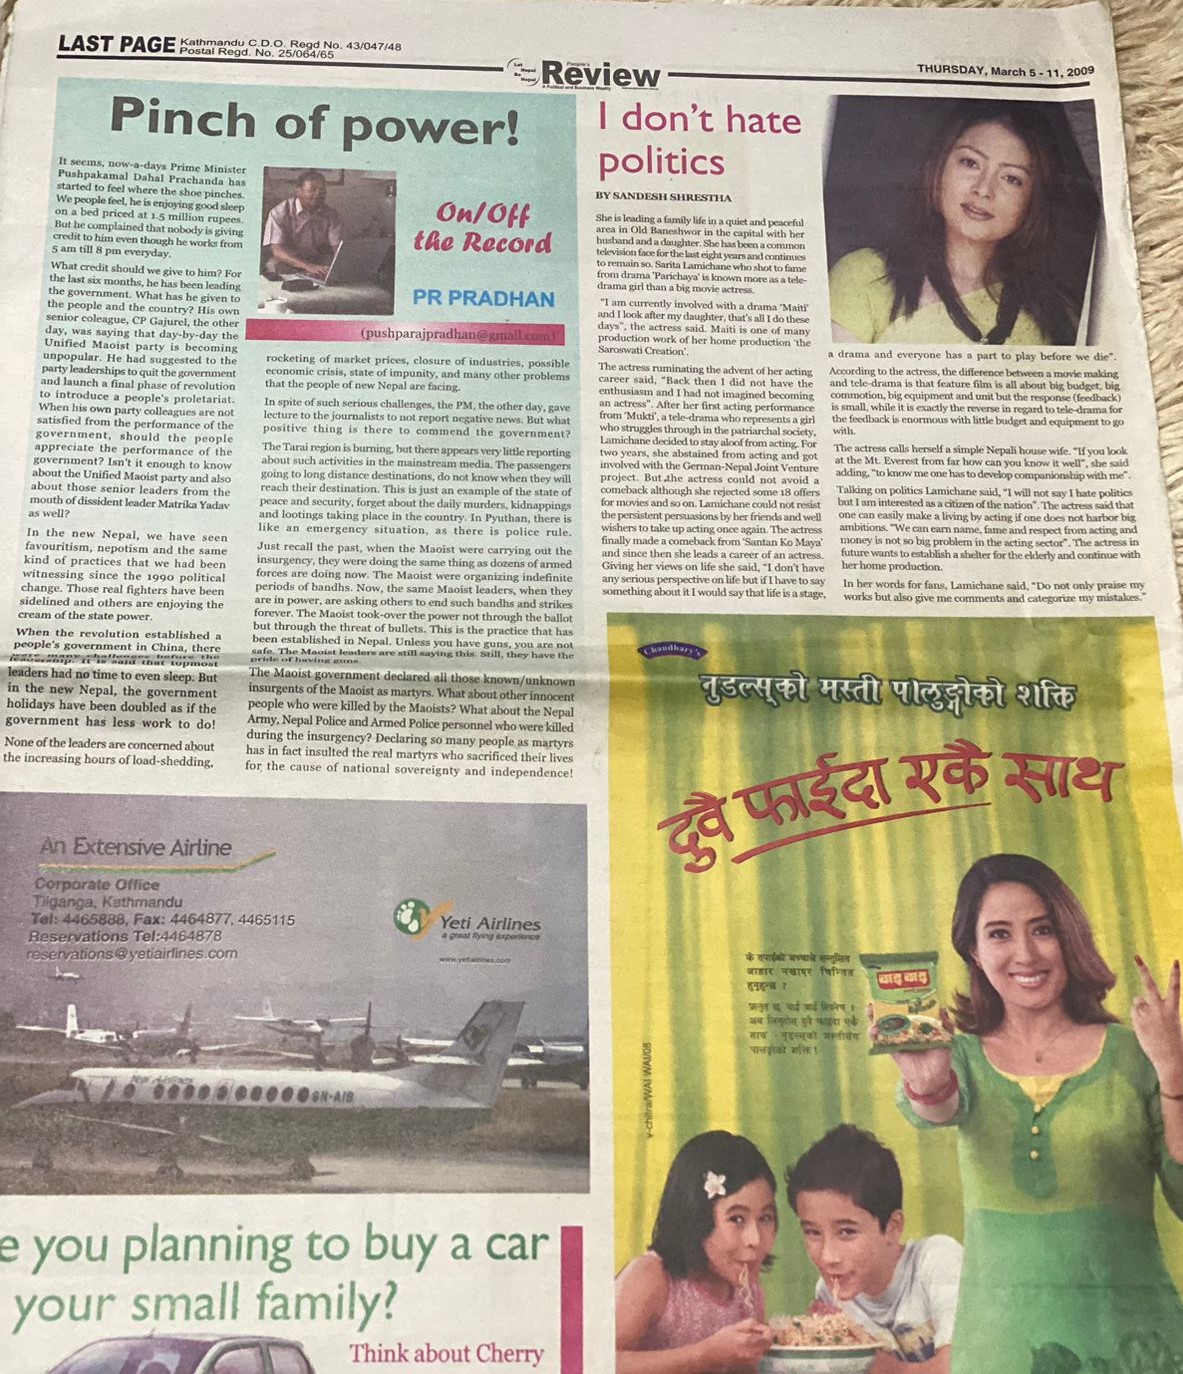 LAST PAGE
Kathmandu C.D.O. Regd No. 43/047/48
Postal Regd. No. 25/064/65
Let
Nepal
Be
Nepal
People's
Review
A Political and Business Weekly
THURSDAY, March 5 - 11, 2009
Pinch of power!
It seems, now-a-days Prime Minister
Pushpakamal Dahal Prachanda has
started to feel where the shoe pinches.
We people feel, he is enjoying good sleep
on a bed priced at 1.5 million rupees.
But he complained that nobody is giving
credit to him even though he works from
5 am till 8 pm everyday.
What credit should we give to him? For
the last six months, he has been leading
the government. What has he given to
the people and the country? His own
senior coleague, CP Gajurel, the other
day, was saying that day-by-day the
Unified Maoist party is becoming
unpopular. He had suggested to the
party leaderships to quit the government
and launch a final phase of revolution
to introduce a people's proletariat.
When his own party colleagues are not
satisfied from the performance of the
government, should the people
appreciate the performance of the
government? Isn't it enough to know
about the Unified Maoist party and also
about those senior leaders from the
mouth of dissident leader Matrika Yadav
as well?
In the new Nepal, we have seen
favouritism, nepotism and the same
kind of practices that we had been
witnessing since the 1990 political
change. Those real fighters have been
sidelined and others are enjoying the
cream of the state power.
When the revolution established a
people's government in China, there
were many challenges before the
leadership. It is said that topmost
leaders had no time to even sleep. But
in the new Nepal, the government
holidays have been doubled as if the
government has less work to do!
None of the leaders are concerned about
the increasing hours of load-shedding,
On/Off
the Record
PR PRADHAN
(pushparajpradhan@gmail.com)
rocketing of market prices, closure of industries, possible
economic crisis, state of impunity, and many other problems
that the people of new Nepal are facing.
In spite of such serious challenges, the PM, the other day, gave
lecture to the journalists to not report negative news. But what
positive thing is there to commend the government?
The Tarai region is burning, but there appears very little reporting
about such activities in the mainstream media. The passengers
going to long distance destinations, do not know when they will
reach their destination. This is just an example of the state of
peace and security, forget about the daily murders, kidnappings
and lootings taking place in the country. In Pyuthan, there is
like an emergency situation, as there is police rule.
Just recall the past, when the Maoist were carrying out the
insurgency, they were doing the same thing as dozens of armed
forces are doing now. The Maoist were organizing indefinite
periods of bandhs. Now, the same Maoist leaders, when they
are in power, are asking others to end such bandhs and strikes
forever. The Maoist took-over the power not through the ballot
but through the threat of bullets. This is the practice that has
been established in Nepal. Unless you have guns, you are not
safe. The Maoist leaders are still saying this. Still, they have the
pride of having guns.
The Maoist government declared all those known/unknown
insurgents of the Maoist as martyrs. What about other innocent
people who were killed by the Maoists? What about the Nepal
Army, Nepal Police and Armed Police personnel who were killed
during the insurgency? Declaring so many people as martyrs
has in fact insulted the real martyrs who sacrificed their lives
for the cause of national sovereignty and independence!
I don't hate
politics
BY SANDESH SHRESTHA
She is leading a family life in a quiet and peaceful
area in Old Baneshwor in the capital with her
husband and a daughter. She has been a common
television face for the last eight years and continues
to remain so. Sarita Lamichane who shot to fame
from drama 'Parichaya' is known more as a tele-
drama girl than a big movie actress.
"I am currently involved with a drama 'Maiti'
and I look after my daughter, that's all I do these
days", the actress said. Maiti is one of many
production work of her home production 'the
Saroswati Creation'.
The actress ruminating the advent of her acting
career said, "Back then I did not have the
enthusiasm and I had not imagined becoming
an actress". After her first acting performance
from 'Mukti', a tele-drama who represents a girl
who struggles through in the patriarchal society,
Lamichane decided to stay aloof from acting. For
two years, she abstained from acting and got
involved with the German-Nepal Joint Venture
project. But the actress could not avoid a
comeback although she rejected some 18 offers
for movies and so on. Lamichane could not resist
the persistent persuasions by her friends and well
wishers to take up acting once again. The actress
finally made a comeback from 'Santan Ko Maya'
and since then she leads a career of an actress.
Giving her views on life she said, "I don't have
any serious perspective on life but if I have to say
something about it I would say that life is a stage,
a drama and everyone has a part to play before we die".
According to the actress, the difference between a movie making
and tele-drama is that feature film is all about big budget, big
commotion, big equipment and unit but the response (feedback)
is small, while it is exactly the reverse in regard to tele-drama for
the feedback is enormous with little budget and equipment to go
with.
The actress calls herself a simple Nepali house wife. "If you look
at the Mt. Everest from far how can you know it well", she said
adding, "to know me one has to develop companionship with me".
Talking on politics Lamichane said, "I will not say I hate politics
but I am interested as a citizen of the nation". The actress said that
one can easily make a living by acting if one does not harbor big
ambitions. "We can earn name, fame and respect from acting and
money is not so big problem in the acting sector". The actress in
future wants to establish a shelter for the elderly and continue with
her home production.
In her words for fans, Lamichane said, "Do not only praise my
works but also give me comments and categorize my mistakes."
An Extensive Airline
Corporate Office
Tilganga, Kathmandu
Tel: 4465888, Fax: 4464877, 4465115
Reservations Tel:4464878
reservations@yetiairlines.com
Yeti Airlines
a great flying experience
www.yetiairlines.com
9N-AIB
e you planning to buy a car
your small family?
Think about Cherry
Chaudhary's
नुडल्स्को मस्ती पालुङ्गोको शक्ति
दुवै फाईदा एकै साथ
के तपाईंको बच्चाले सन्तुलित
आहार नखाएर चिन्तित
हुनुहुन्छ ?
प्रस्तुत छ, वाई वाई
अब लिनुहोस् दुवै फाईदा एकै
साथ - नुडल्स्को मस्तीसँग
पालुङ्गोको शक्ति !
वाइ वाइ
v-chitra/WAI WAI/08